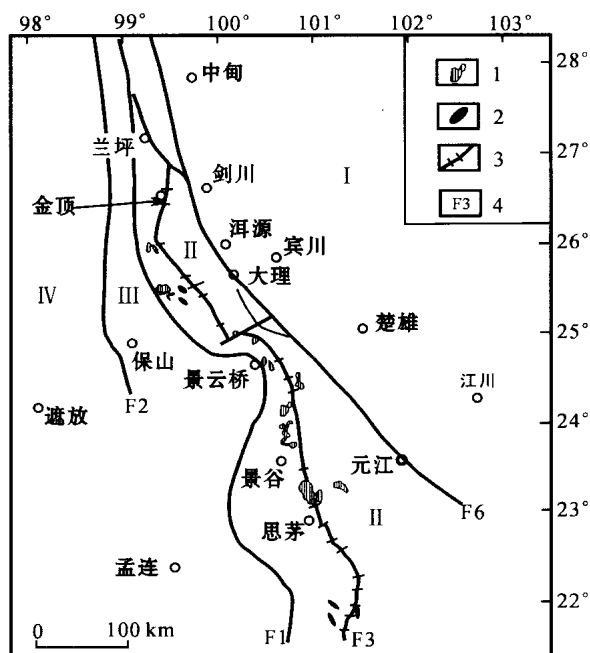 98° 99° 100° 101° 102° 103°
28°
中甸
1
2
兰坪
27°
3
剑川
I
金顶
F3 4
洱源
26°
II
宾川
大理
IV
III
楚雄
25°
保山
景云桥
江川
F2
遮放
24°
元江
景谷
II
F6
23°
思茅
孟连
22°
0 100 km
F1 F3